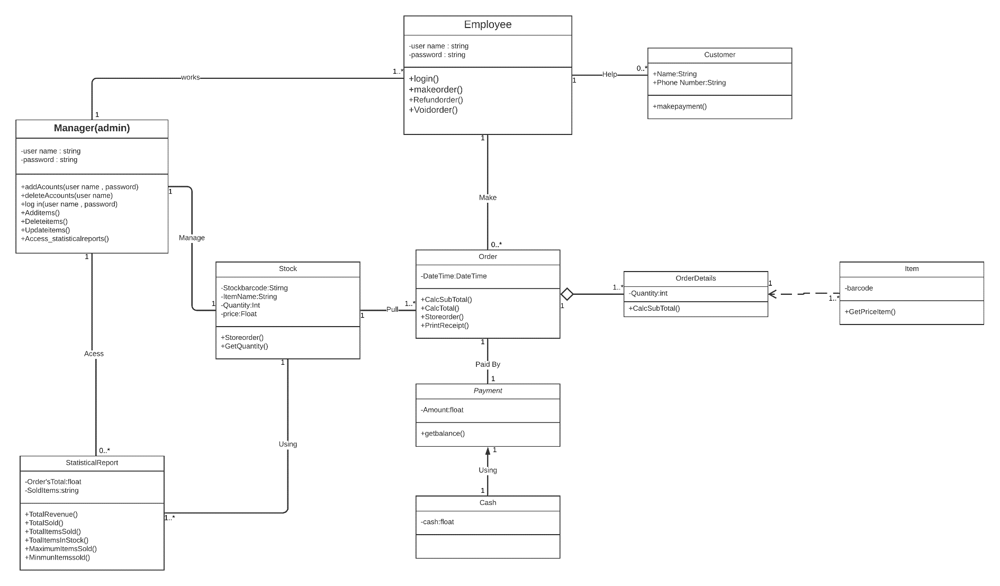 Employee
-user name : string
-password : string
+login()
+makeorder()
+Refundorder()
+Voidorder()
1..*
works
1
1
Help
0..*
Customer
+Name:String
+Phone Number:String
+makepayment()
Manager(admin)
-user name : string
-password : string
+addAcounts(user name , password)
+deleteAccounts(user name)
+log in(user name , password)
+Additems()
+Deleteitems()
+Updateitems()
+Access_statisticalreports()
1
Manage
1
1
Make
0..*
1
Acess
0..*
Stock
-Stockbarcode:Stirng
-ItemName:String
-Quantity:Int
-price:Float
+Storeorder()
+GetQuantity()
1
Pull
1..*
Order
-DateTime:DateTime
+CalcSubTotal()
+CalcTotal()
+Storeorder()
+PrintReceipt()
1
1..*
OrderDetails
-Quantity:int
+CalcSubTotal()
1
1..*
Item
-barcode
+GetPriceItem()
1
Paid By
1
Payment
-Amount:float
+getbalance()
1
Using
1
Cash
-cash:float
1
Using
1..*
StatisticalReport
-Order'sTotal:float
-SoldItems:string
+TotalRevenue()
+TotalSold()
+TotalItemsSold()
+ToalItemsInStock()
+MaximumItemsSold()
+MinmunItemssold()